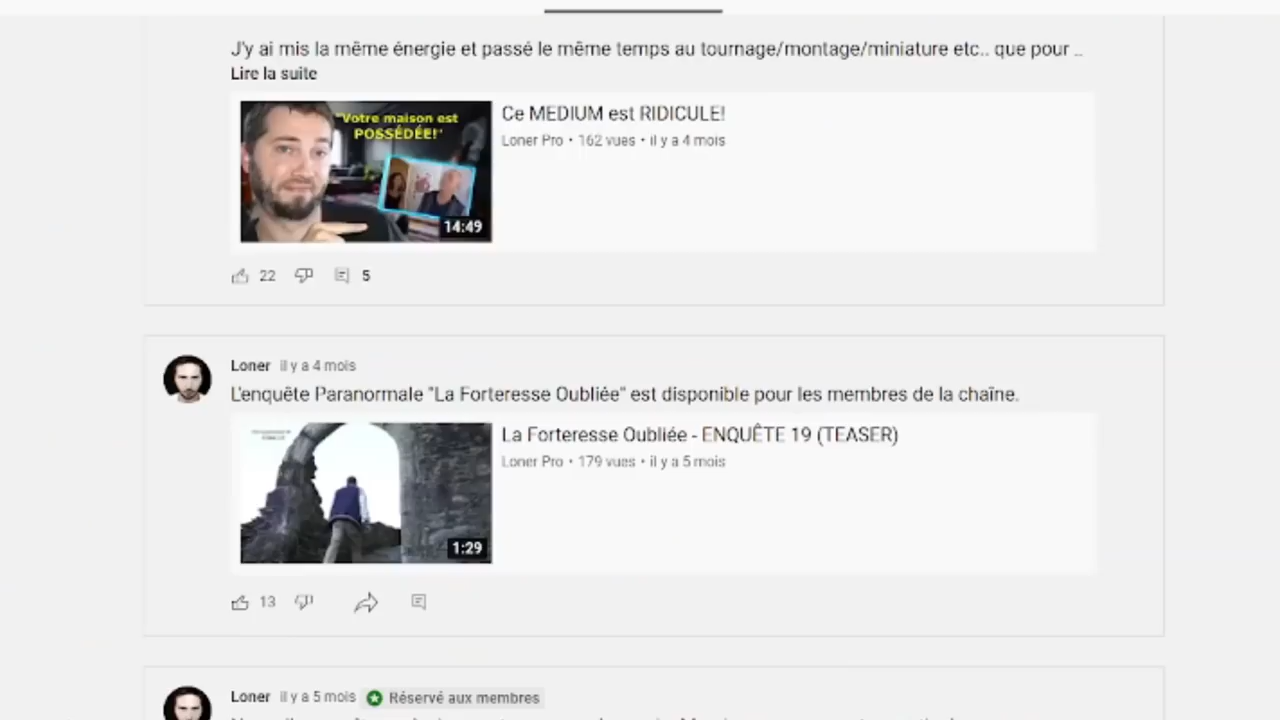 J'y ai mis la même énergie et passé le même temps au tournage/montage/miniature etc.. que pour ..
Lire la suite
"Votre maison est
POSSÉDÉE!"
14:49
Ce MEDIUM est RIDICULE!
Loner Pro • 162 vues • il y a 4 mois
22 5
Loner il y a 4 mois
L'enquête Paranormale "La Forteresse Oubliée" est disponible pour les membres de la chaîne.
1:29
La Forteresse Oubliée - ENQUÊTE 19 (TEASER)
Loner Pro • 179 vues • il y a 5 mois
13
Loner il y a 5 mois Réservé aux membres